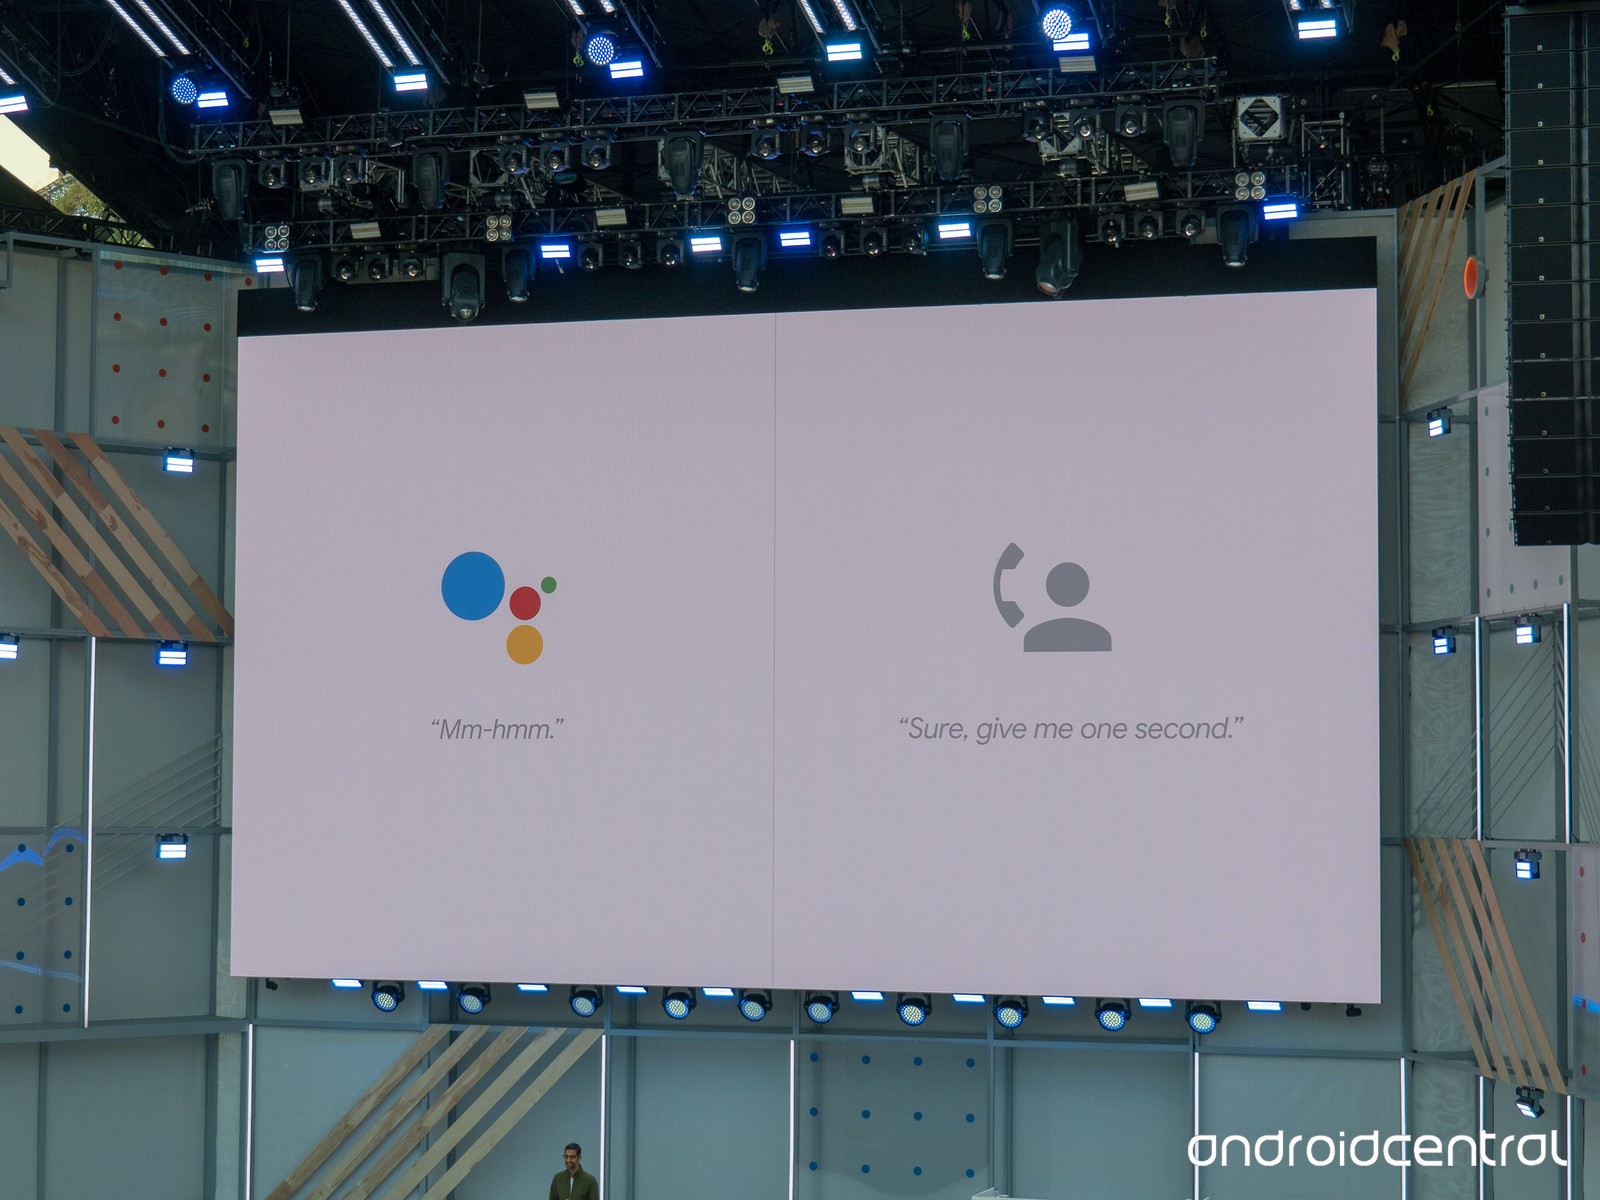 “Mm-hmm.”
“Sure, give me one second.”
androidcentral